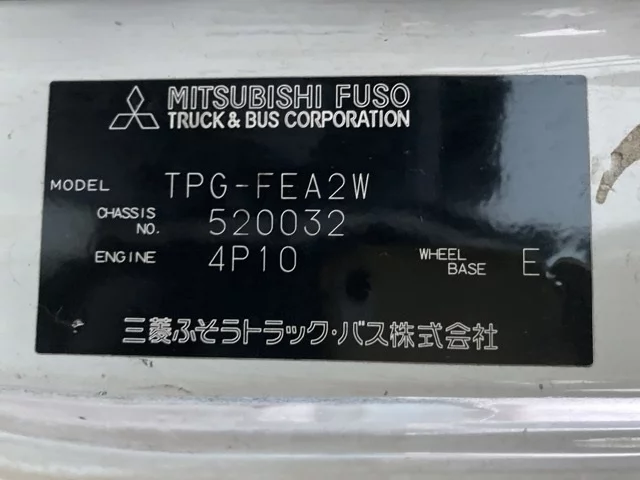 MITSUBISHI FUSO
TRUCK & BUS CORPORATION
MODEL TPG-FEA2W
CHASSIS NO. 520032
ENGINE 4P10 WHEEL BASE E
三菱ふそうトラック・バス株式会社